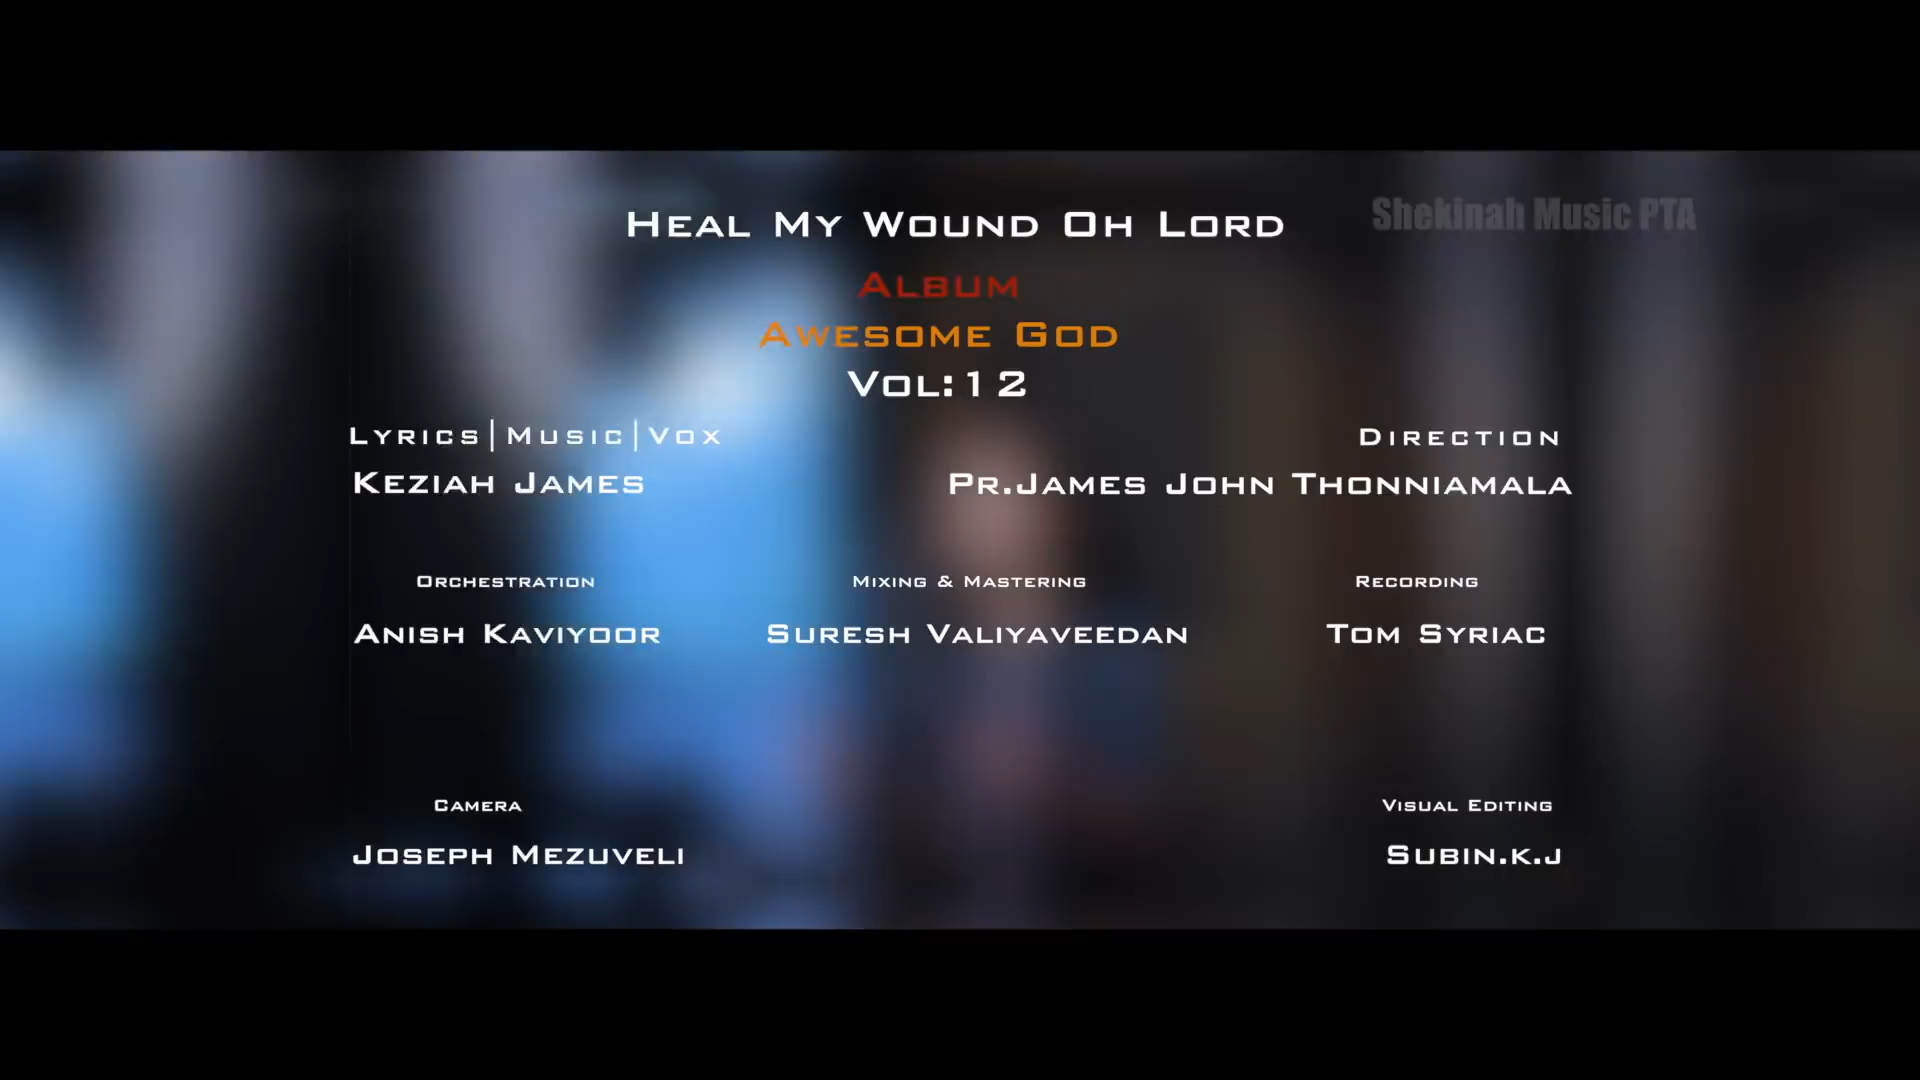 Heal My Wound Oh Lord
Shekinah Music PTA
Album
Awesome God
Vol:12
Lyrics|Music|Vox
Direction
Keziah James
Pr.James John Thonniamala
Orchestration
Mixing & Mastering
Recording
Anish Kaviyoor
Suresh Valiyaveedan
Tom Syriac
Camera
Visual Editing
Joseph Mezuveli
Subin.k.j